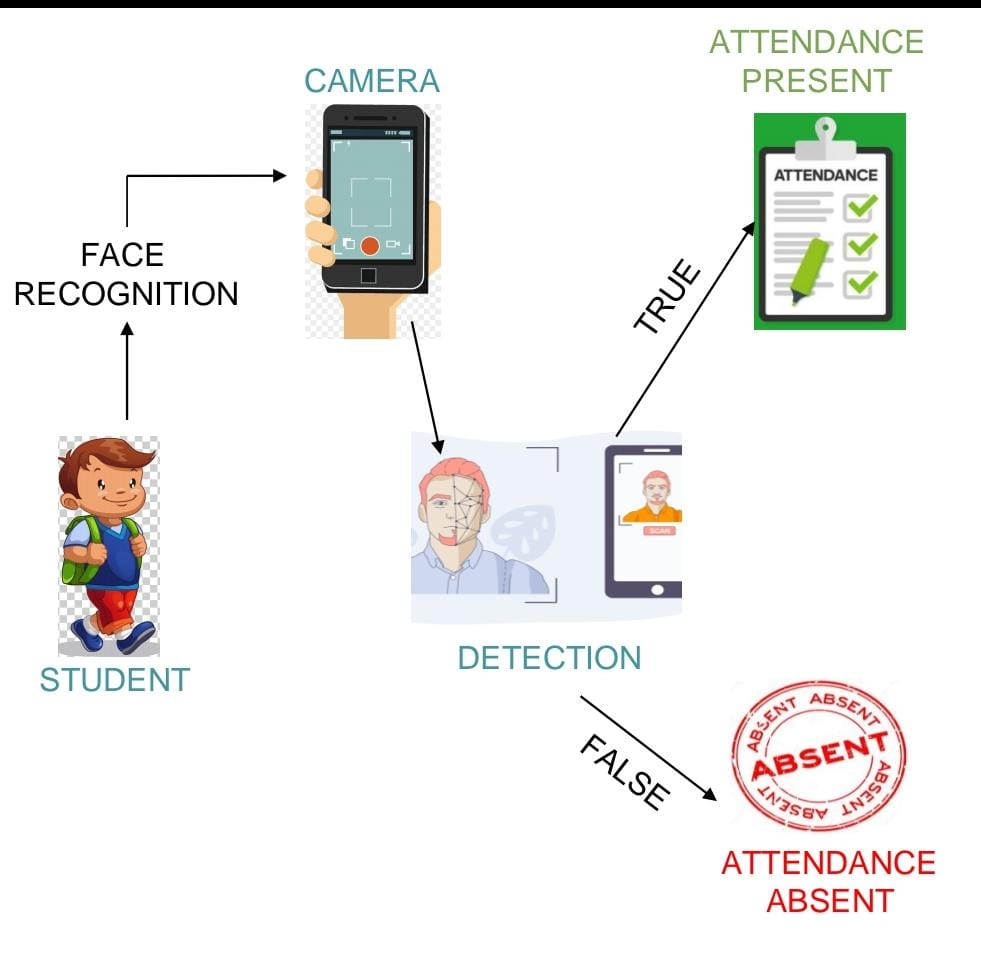 ATTENDANCE
PRESENT
CAMERA
ATTENDANCE
FACE
RECOGNITION
TRUE
SCAN
STUDENT
DETECTION
FALSE
ABSENT ABSENT ABSENT ABSENT ABSENT
ABSENT
ATTENDANCE
ABSENT